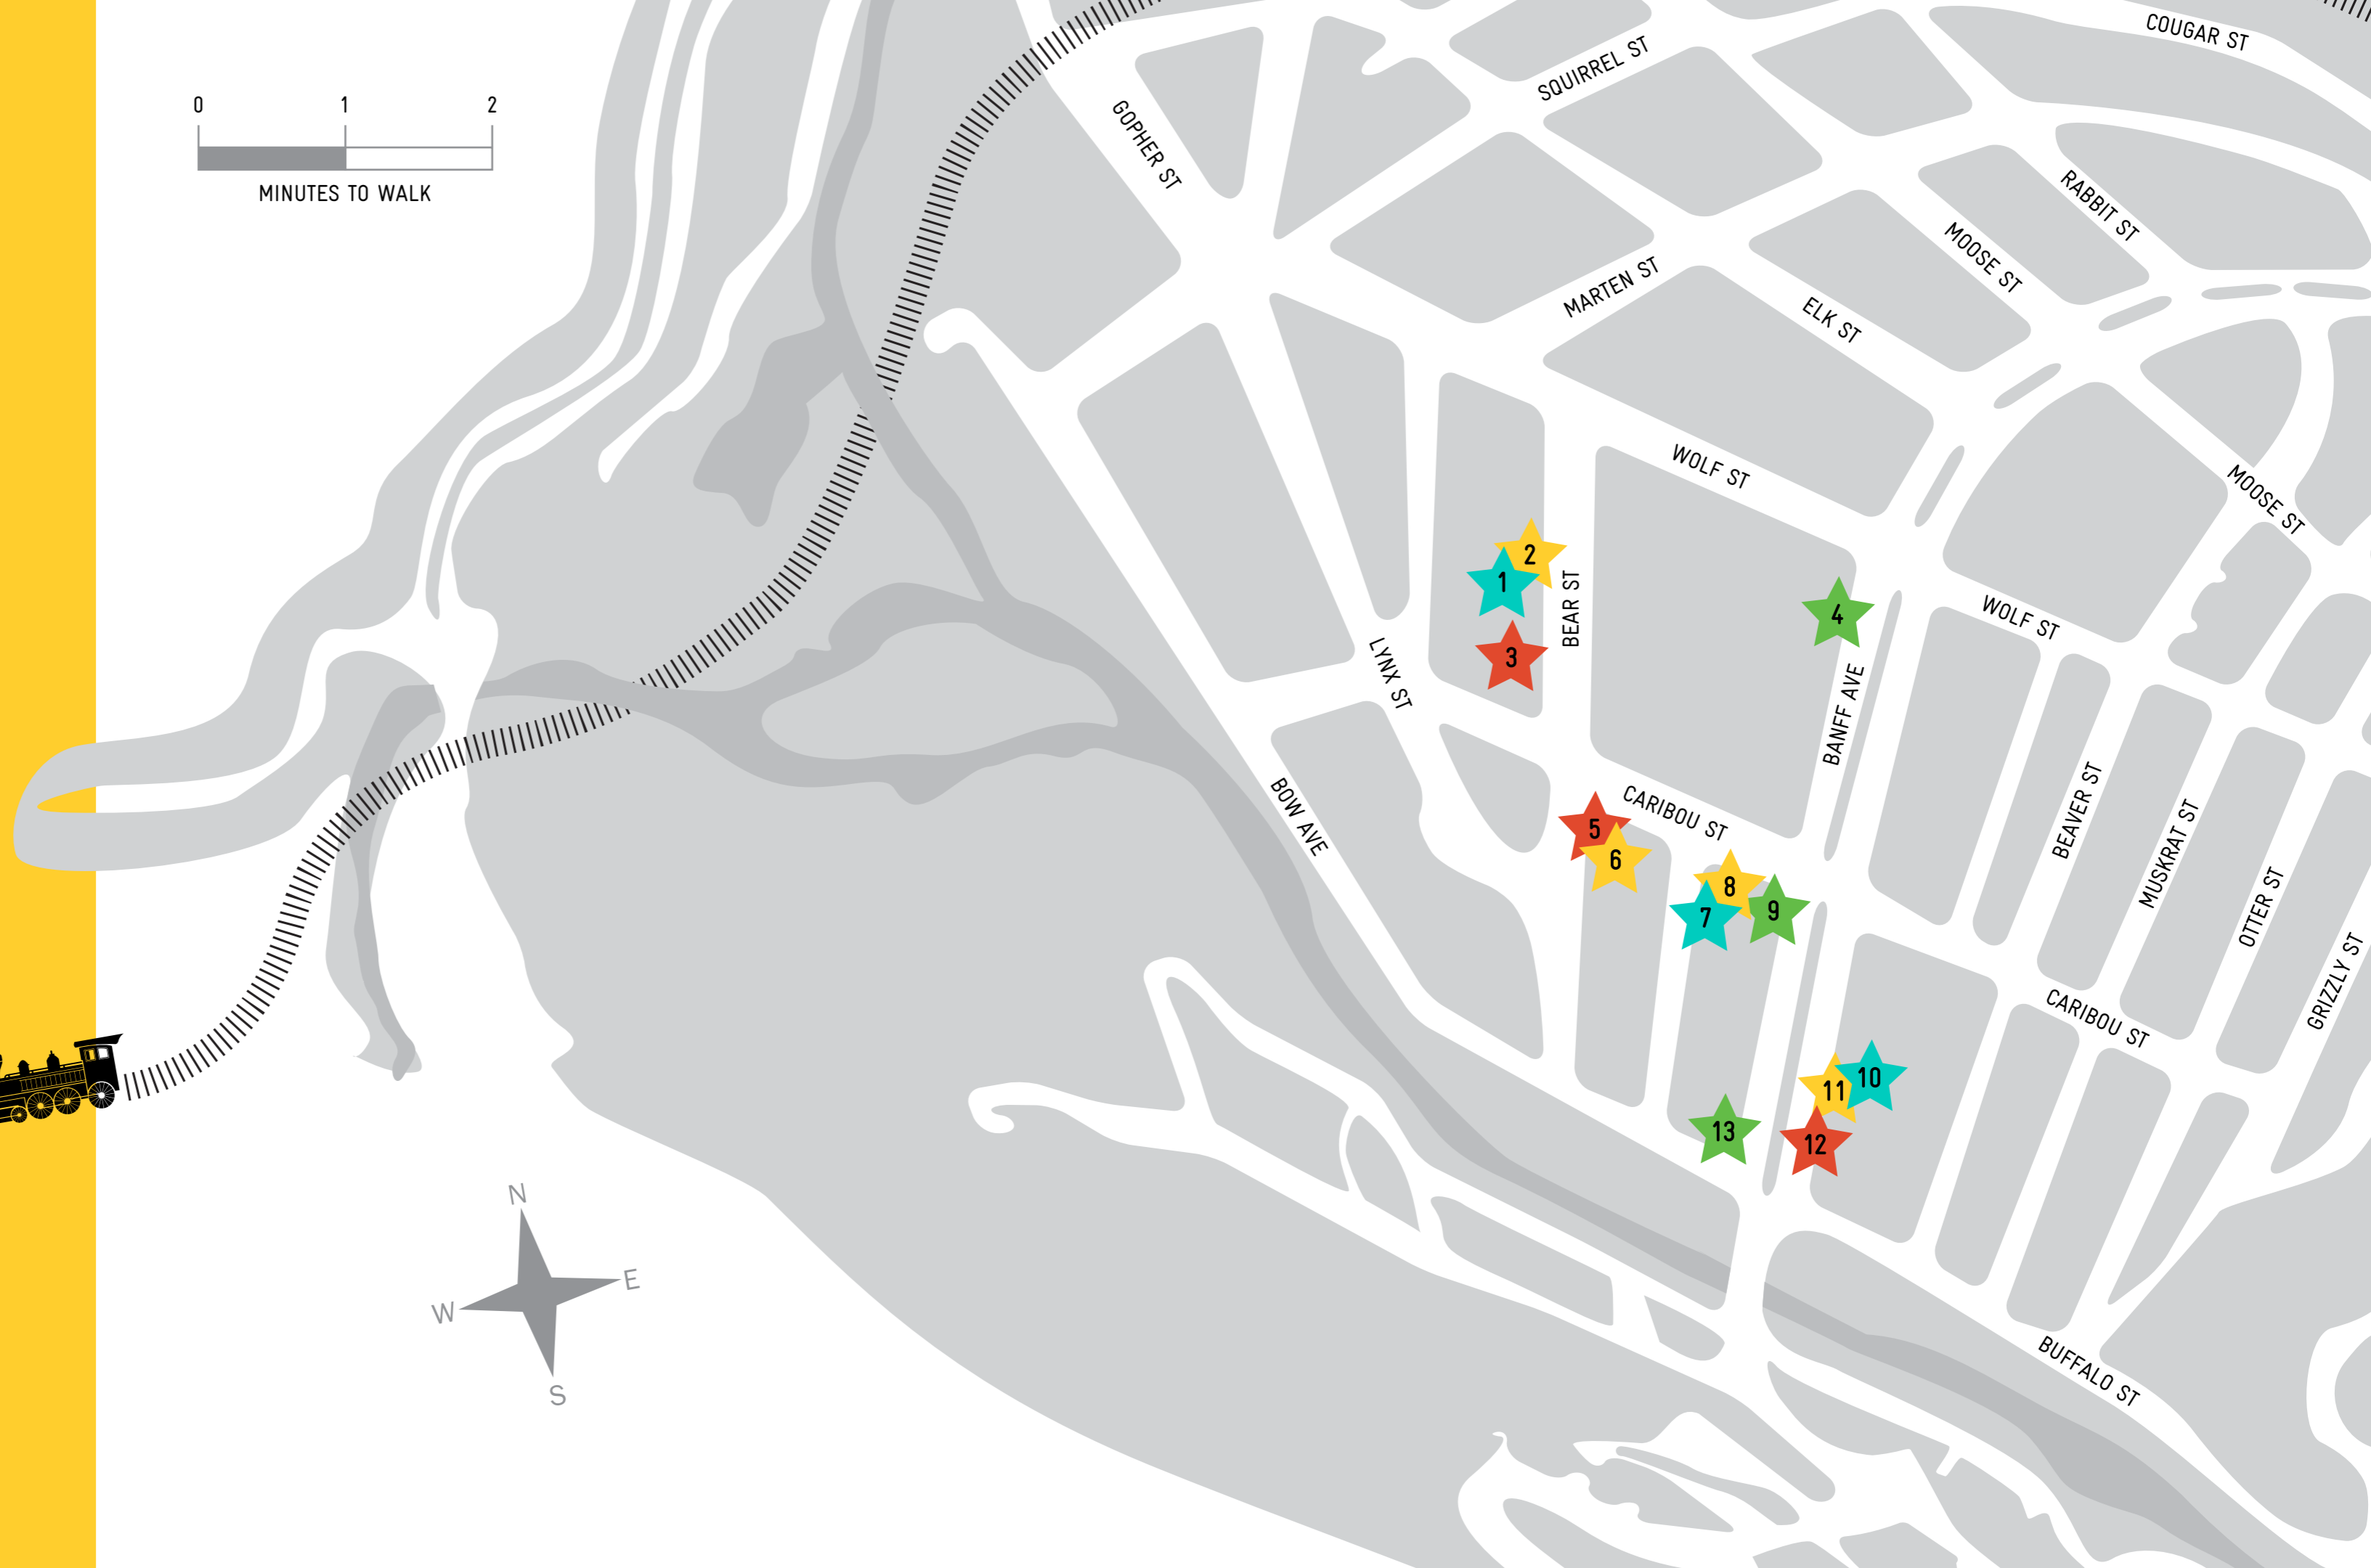 COUGAR ST
SQUIRREL ST
0 1 2
MINUTES TO WALK
GOPHER ST
RABBIT ST
MOOSE ST
MARTEN ST
ELK ST
WOLF ST
MOOSE ST
2
1
BEAR ST
4
WOLF ST
3
LYNX ST
BANFF AVE
BOW AVE
CARIBOU ST
5
6
BEAVER ST
MUSKRAT ST
8
7
9
OTTER ST
GRIZZLY ST
CARIBOU ST
11
10
13
12
N
W
E
S
BUFFALO ST